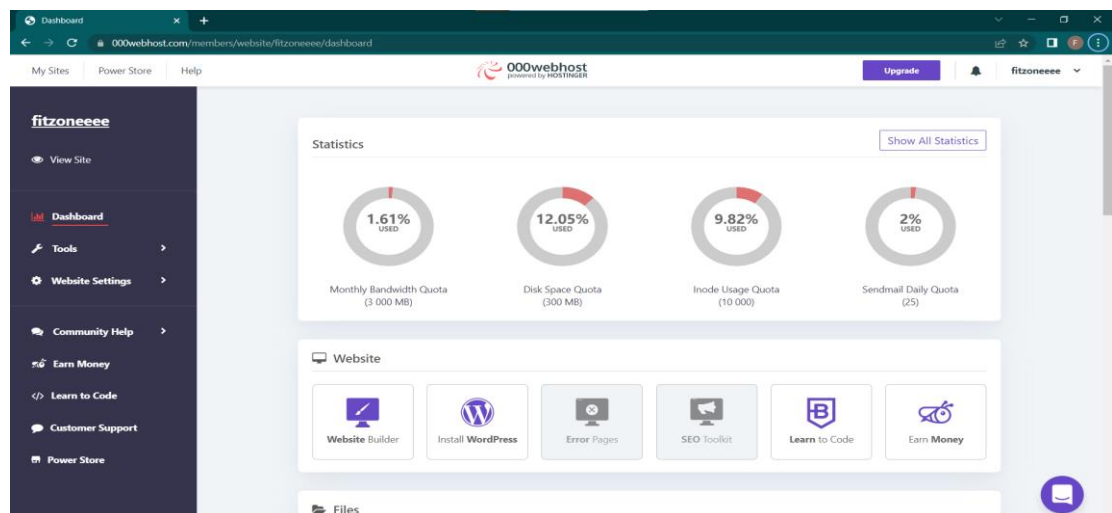 Dashboard
000webhost.com/members/website/fitzoneeee/dashboard
My Sites Power Store Help 000webhost Upgrade fitzoneeee
powered by HOSTINGER
fitzoneeee
View Site
Dashboard
Tools
Website Settings
Community Help
Earn Money
Learn to Code
Customer Support
Power Store
Statistics Show All Statistics
1.61% 12.05% 9.82% 2%
USED USED USED USED
Monthly Bandwidth Quota Disk Space Quota Inode Usage Quota Sendmail Daily Quota
(3 000 MB) (300 MB) (10 000) (25)
Website
Website Builder Install WordPress Error Pages SEO Toolkit Learn to Code Earn Money
Files